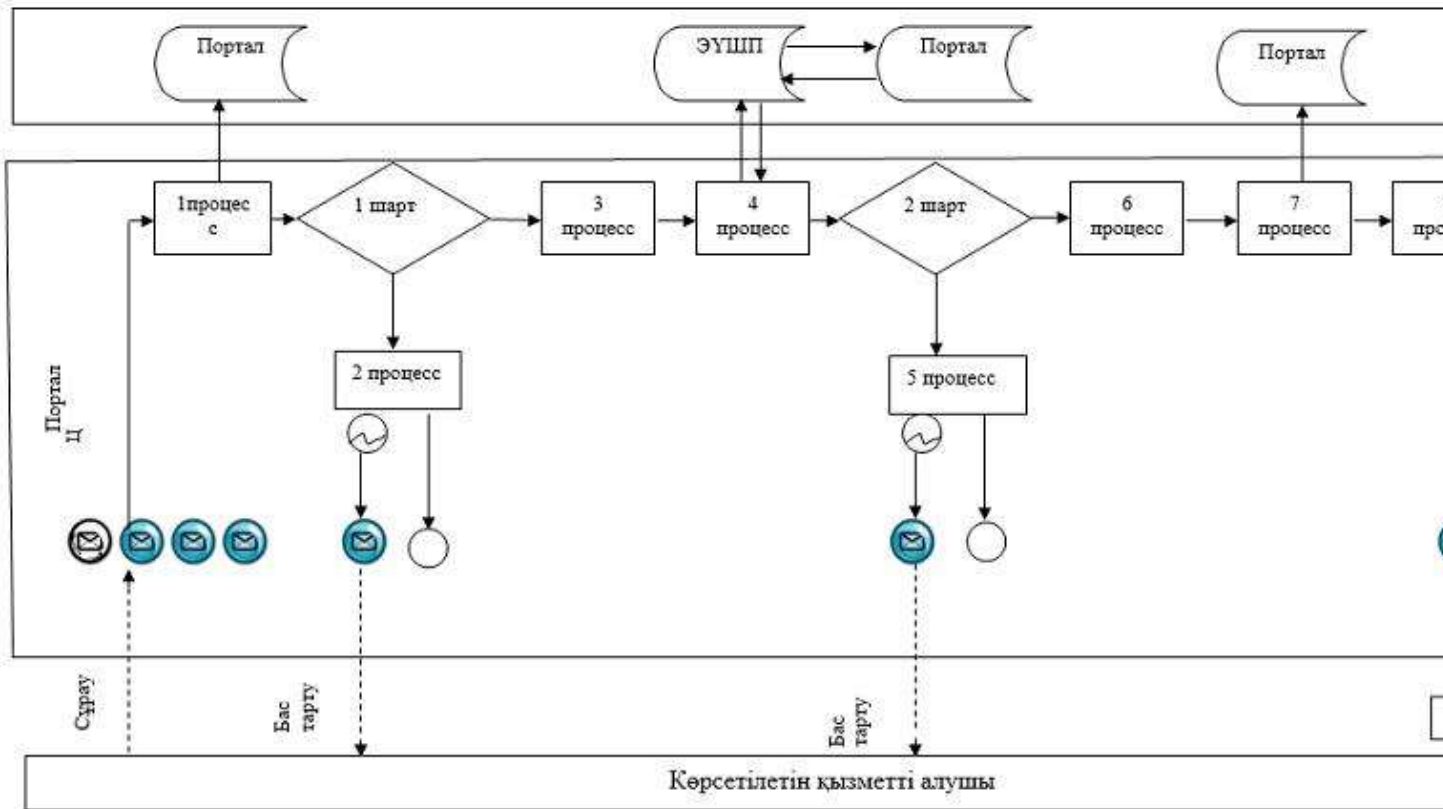 Портал
ЭҮШП
Портал
Портал
1процес
с
1 шарт
3
процесс
4
процесс
2 шарт
6
процесс
7
процесс
2 процесс
5 процесс
Портал
Ц
Сұрау
Бас
тарту
Бас
тарту
Көрсетілетін қызметті алушы